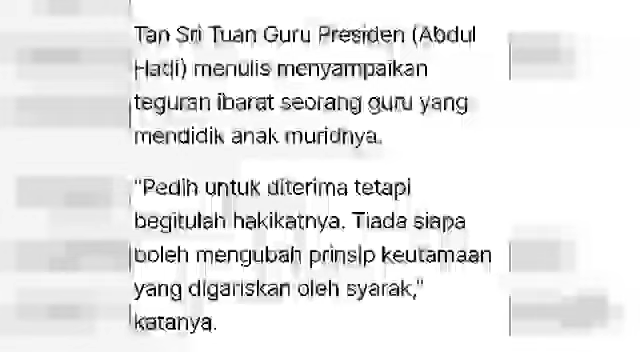 Tan Sri Tuan Guru Presiden (Abdul
Hadi) menulis menyampaikan
teguran ibarat seorang guru yang
mendidik anak muridnya.
"Pedih untuk diterima tetapi
begitulah hakikatnya. Tiada siapa
boleh mengubah prinsip keutamaan
yang digariskan oleh syarak,"
katanya.